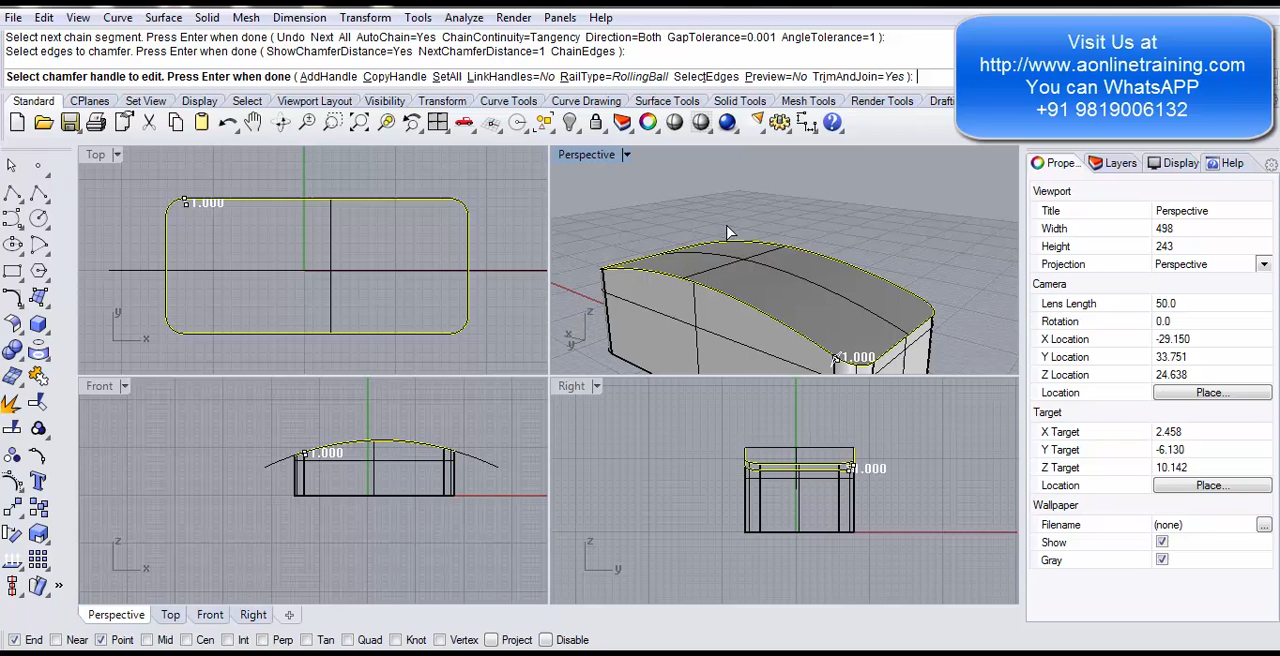 File Edit View Curve Surface Solid Mesh Dimension Transform Tools Analyze Render Panels Help
Select next chain segment. Press Enter when done ( Undo Next All AutoChain=Yes ChainContinuity=Tangency Direction=Both GapTolerance=0.001 AngleTolerance=1 ):
Select edges to chamfer. Press Enter when done ( ShowChamferDistance=Yes NextChamferDistance=1 ChainEdges ):
Select chamfer handle to edit. Press Enter when done ( AddHandle CopyHandle SetAll LinkHandles=No RailType=RollingBall SelectEdges Preview=No TrimAndJoin=Yes ):
Visit Us at
http://www.aonlinetraining.com
You can WhatsAPP
+91 9819006132
Standard CPlanes Set View Display Select Viewport Layout Visibility Transform Curve Tools Curve Drawing Surface Tools Solid Tools Mesh Tools Render Tools Drafti
Top
1.000
y
x
Perspective
1.000
z
x
y
Front
1.000
z
x
Right
1.000
z
y
Prope... Layers Display Help
Viewport
Title Perspective
Width 498
Height 243
Projection Perspective
Camera
Lens Length 50.0
Rotation 0.0
X Location -29.150
Y Location 33.751
Z Location 24.638
Location Place...
Target
X Target 2.458
Y Target -6.130
Z Target 10.142
Location Place...
Wallpaper
Filename (none) ...
Show
Gray
Perspective Top Front Right
End Near Point Mid Cen Int Perp Tan Quad Knot Vertex Project Disable